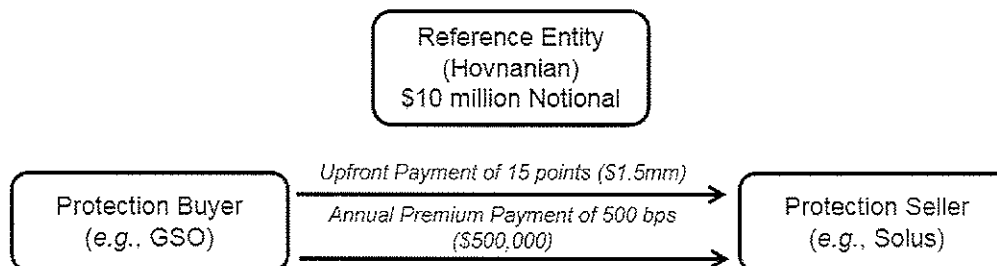 Reference Entity
(Hovnanian)
$10 million Notional
Upfront Payment of 15 points ($1.5mm)
Protection Buyer
(e.g., GSO)
Annual Premium Payment of 500 bps
($500,000)
Protection Seller
(e.g., Solus)